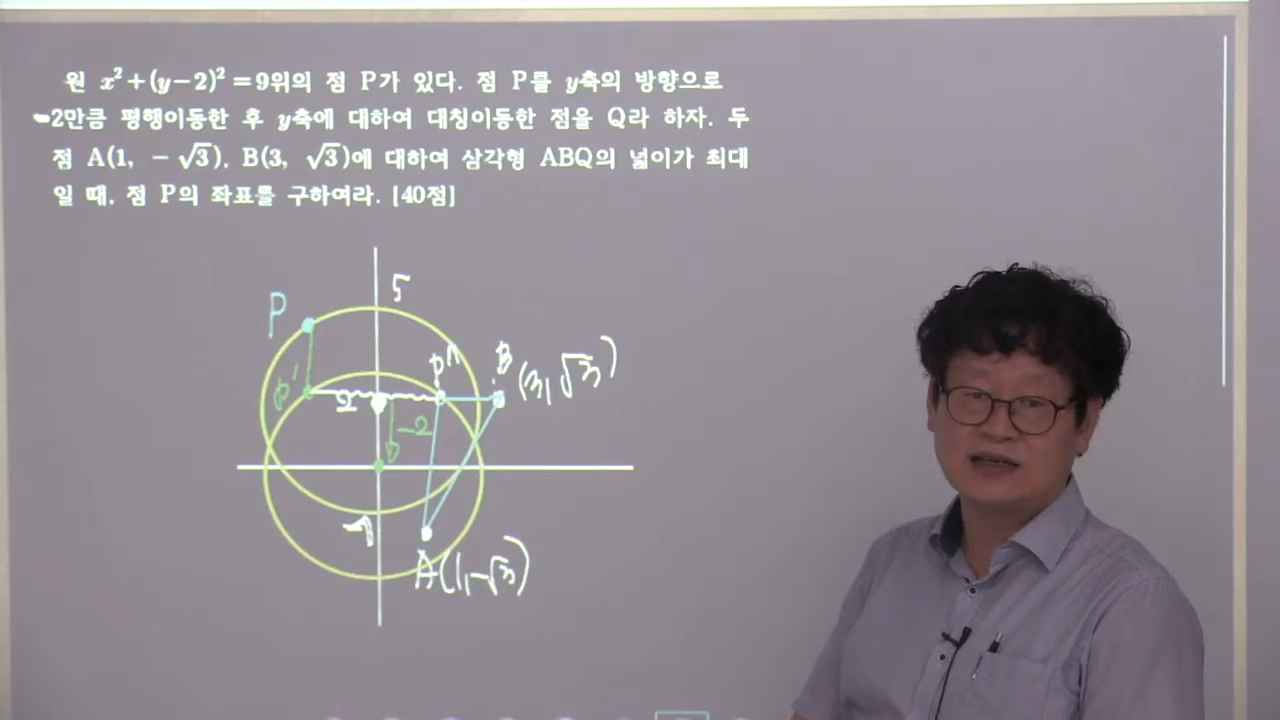 원 x²+(y−2)²=9위의 점 P가 있다. 점 P를 y축의 방향으로
−2만큼 평행이동한 후 y축에 대하여 대칭이동한 점을 Q라 하자. 두
점 A(1, −√3), B(3, √3)에 대하여 삼각형 ABQ의 넓이가 최대
일 때, 점 P의 좌표를 구하여라. [40점]
5
P
B
(3, √3)
2
-2
A(1, -√3)